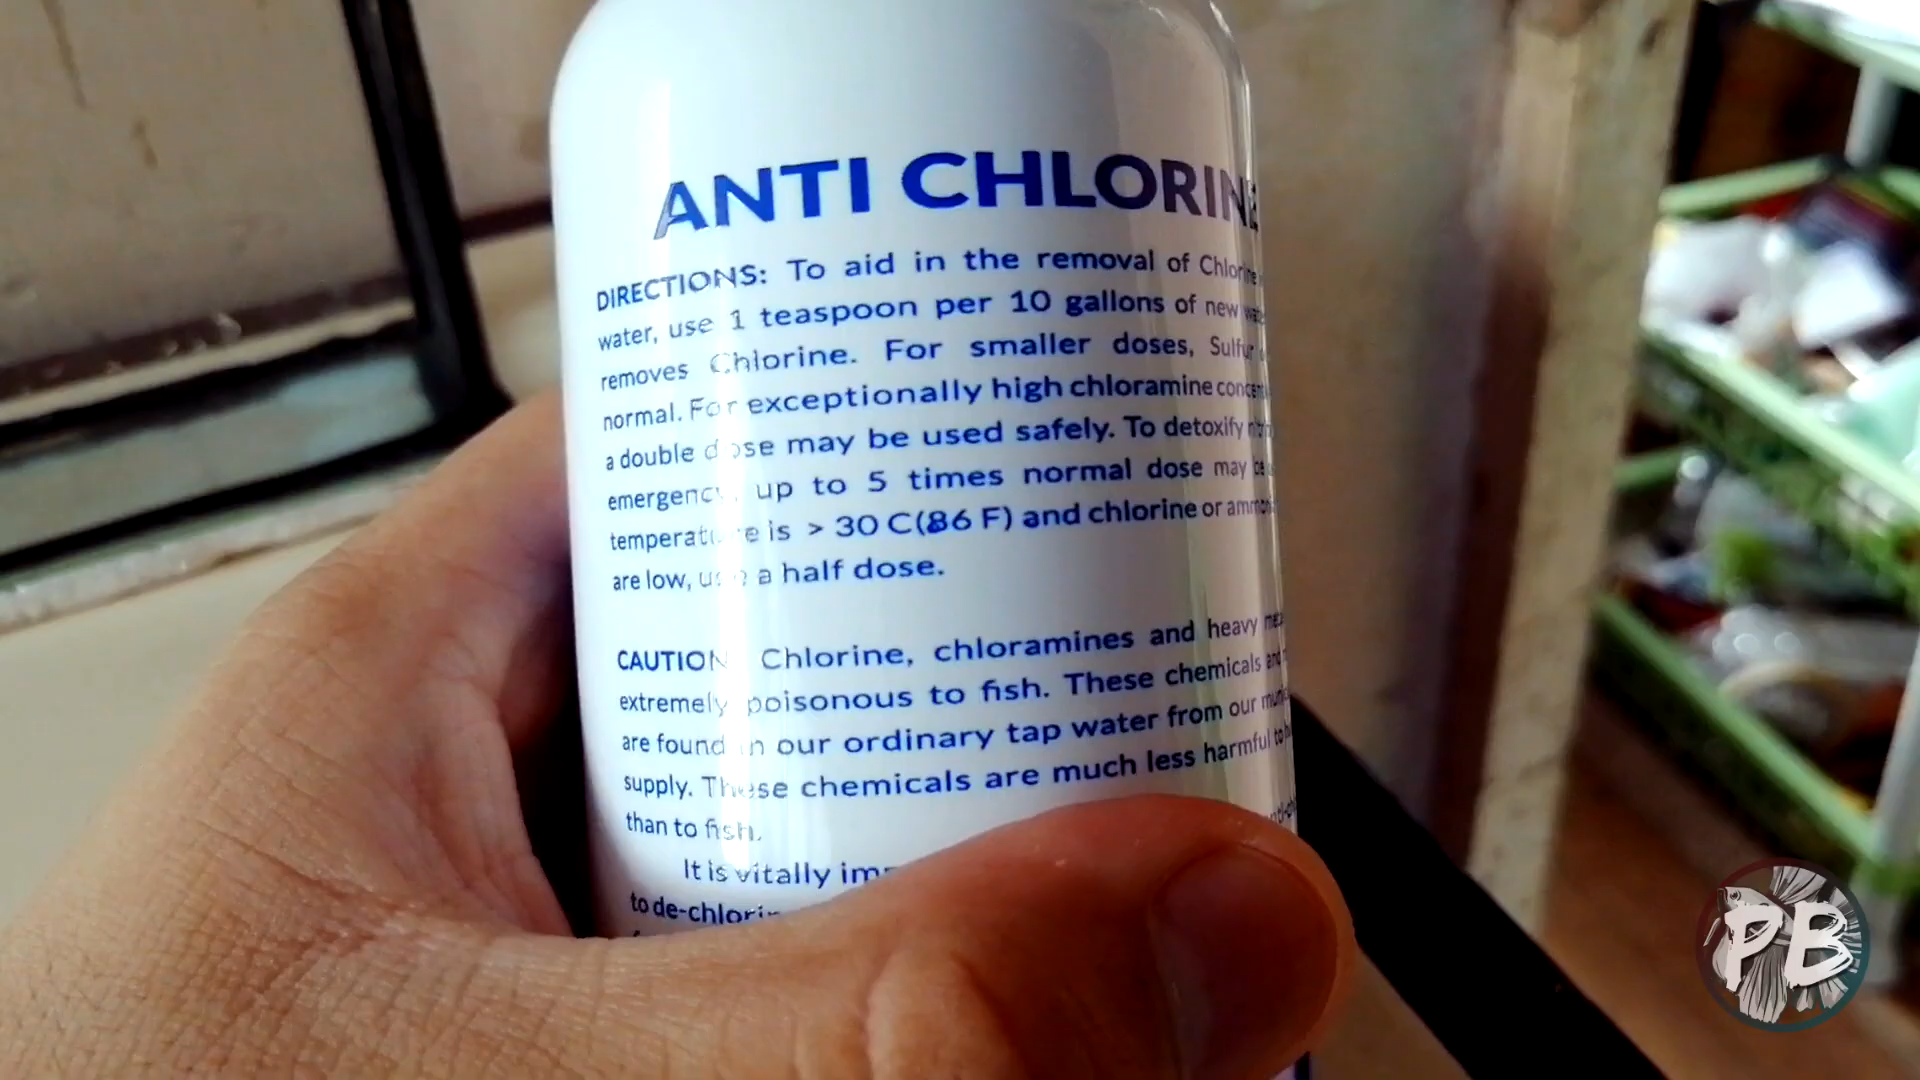 ANTI CHLORINE
DIRECTIONS: To aid in the removal of Chlorine
water, use 1 teaspoon per 10 gallons of new
removes Chlorine. For smaller doses, Sulfur
normal. For exceptionally high chloramine
a double dose may be used safely. To detoxify
emergency, up to 5 times normal dose may be
temperature is > 30 C(86 F) and chlorine or
are low, use a half dose.
CAUTION: Chlorine, chloramines and heavy
extremely poisonous to fish. These chemicals and
are found in our ordinary tap water from our
supply. These chemicals are much less harmful to
than to fish.
It is vitally
PB